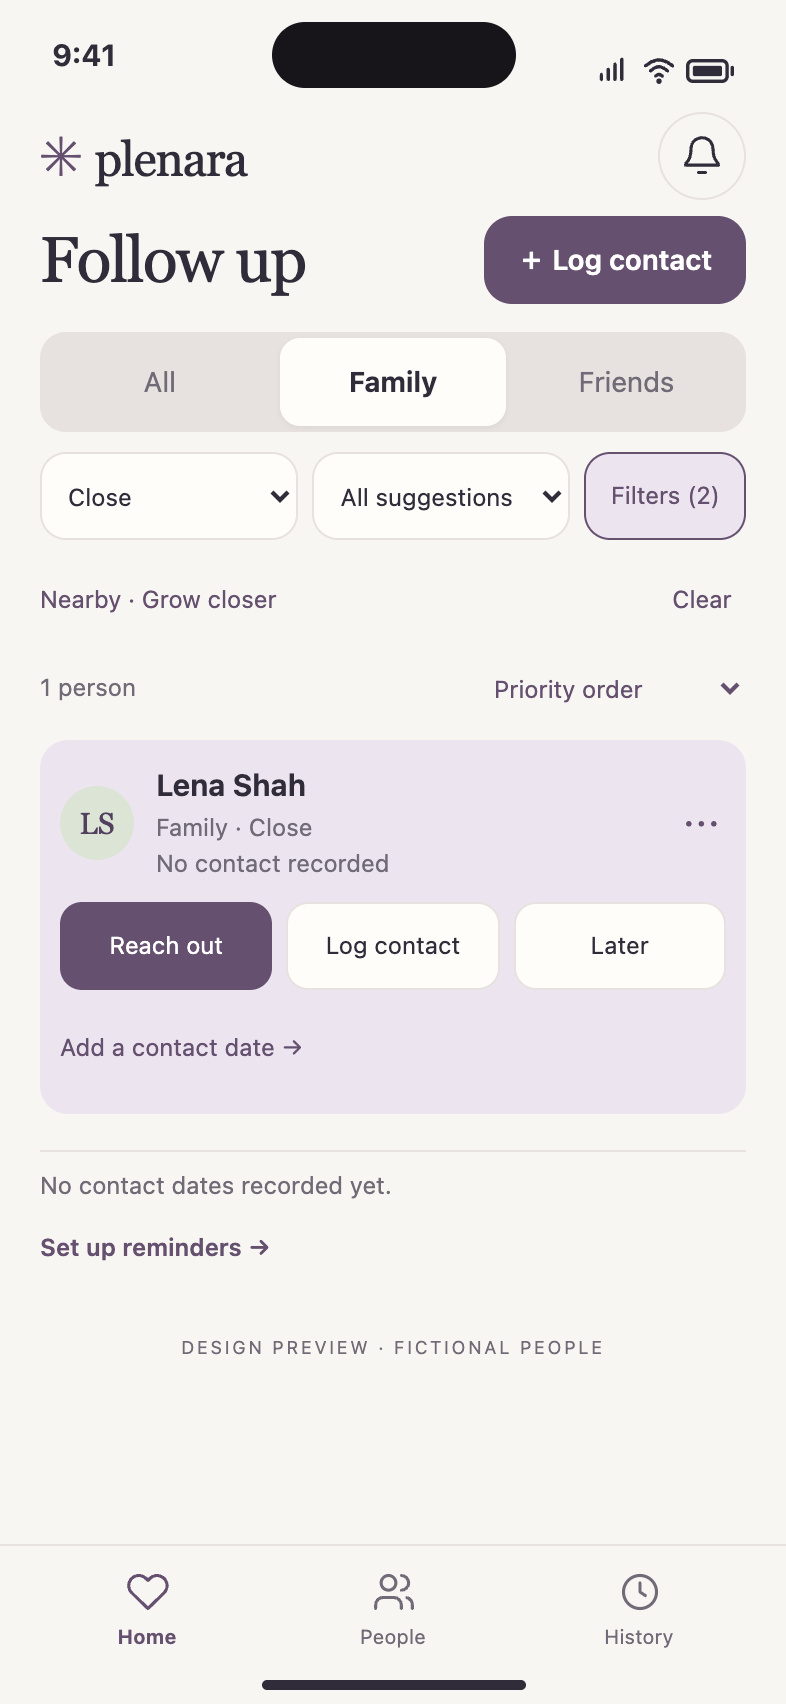 9:41
plenara
Follow up
+ Log contact
All
Family
Friends
Close
All suggestions
Filters (2)
Nearby · Grow closer
Clear
1 person
Priority order
LS
Lena Shah
Family · Close
No contact recorded
Reach out
Log contact
Later
Add a contact date →
No contact dates recorded yet.
Set up reminders →
DESIGN PREVIEW · FICTIONAL PEOPLE
Home
People
History